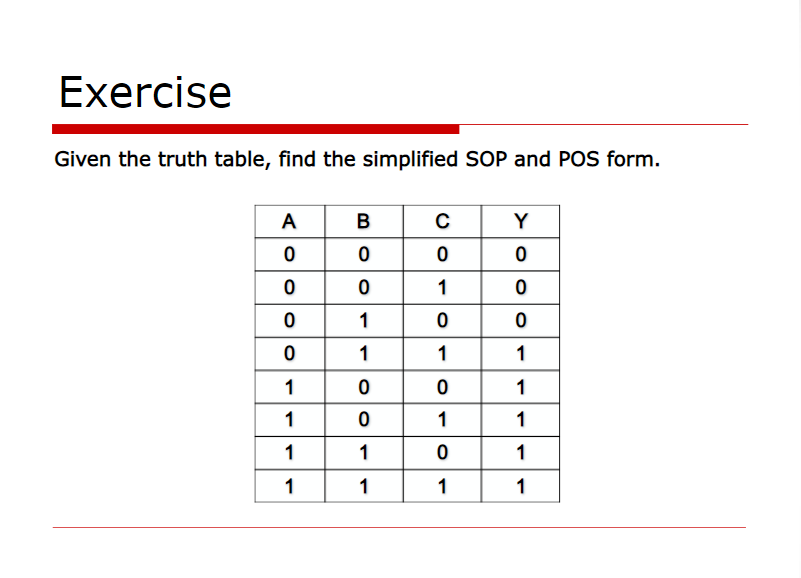 Exercise
Given the truth table, find the simplified SOP and POS form.
A B C Y
0 0 0 0
0 0 1 0
0 1 0 0
0 1 1 1
1 0 0 1
1 0 1 1
1 1 0 1
1 1 1 1